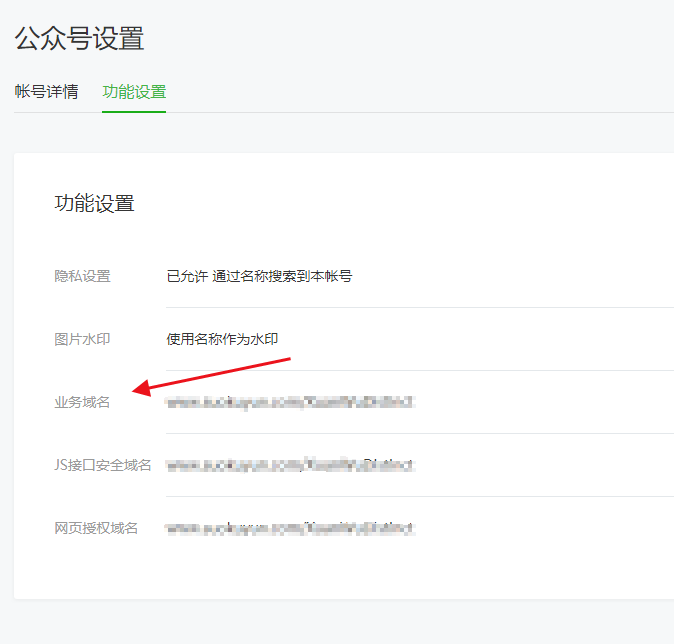 公众号设置
帐号详情 功能设置
功能设置
隐私设置 已允许 通过名称搜索到本帐号
图片水印 使用名称作为水印
业务域名
JS接口安全域名
网页授权域名